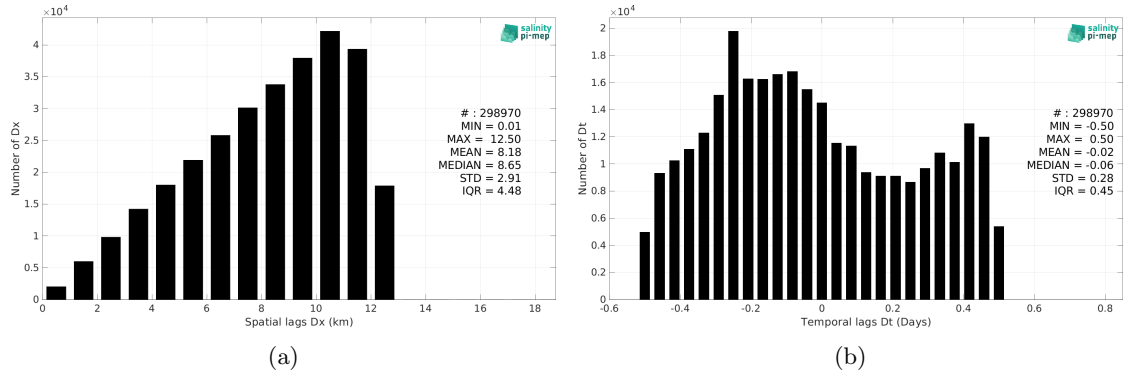 ×10^4
4
3.5
3
2.5
2
1.5
1
0.5
0
Number of Dx
0 2 4 6 8 10 12 14 16 18
Spatial lags Dx (km)
salinity
pi-mep
# : 298970
MIN = 0.01
MAX = 12.50
MEAN = 8.18
MEDIAN = 8.65
STD = 2.91
IQR = 4.48
(a)
×10^4
2
1.8
1.6
1.4
1.2
1
0.8
0.6
0.4
0.2
0
Number of Dt
-0.6 -0.4 -0.2 0 0.2 0.4 0.6 0.8
Temporal lags Dt (Days)
salinity
pi-mep
# : 298970
MIN = -0.50
MAX = 0.50
MEAN = -0.02
MEDIAN = -0.06
STD = 0.28
IQR = 0.45
(b)